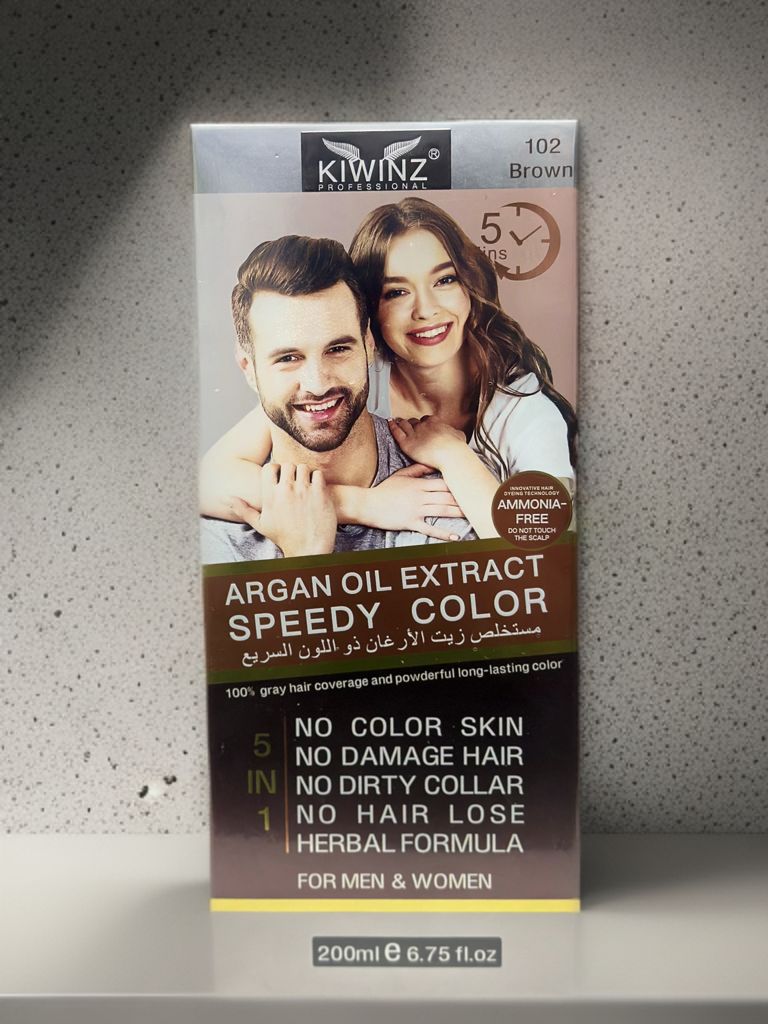 KIWINZ®
PROFESSIONAL
102
Brown
5
ins
INNOVATIVE HAIR
DYEING TECHNOLOGY
AMMONIA-
FREE
DO NOT TOUCH
THE SCALP
ARGAN OIL EXTRACT
SPEEDY COLOR
مستخلص زيت الأرغان ذو اللون السريع
100% gray hair coverage and powderful long-lasting color
5
IN
1
NO COLOR SKIN
NO DAMAGE HAIR
NO DIRTY COLLAR
NO HAIR LOSE
HERBAL FORMULA
FOR MEN & WOMEN
200ml e 6.75 fl.oz